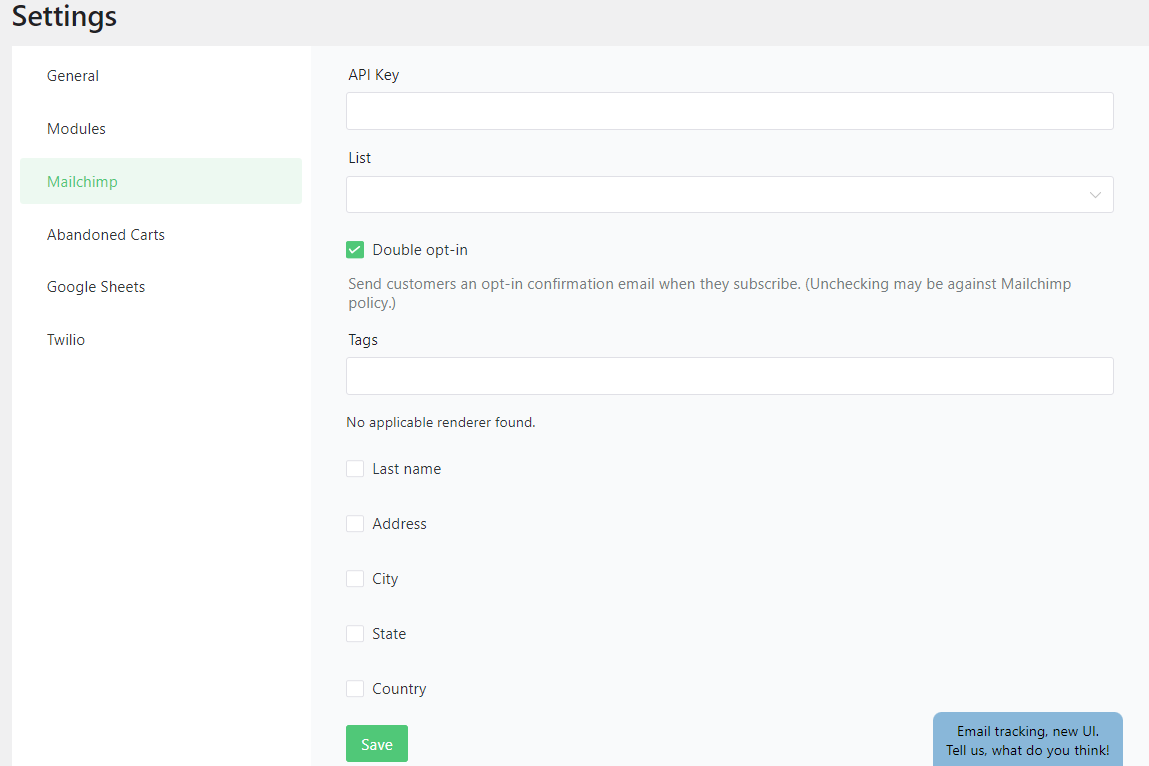 Settings
General
Modules
Mailchimp
Abandoned Carts
Google Sheets
Twilio
API Key
List
Double opt-in
Send customers an opt-in confirmation email when they subscribe. (Unchecking may be against Mailchimp
policy.)
Tags
No applicable renderer found.
Last name
Address
City
State
Country
Save
Email tracking, new UI.
Tell us, what do you think!